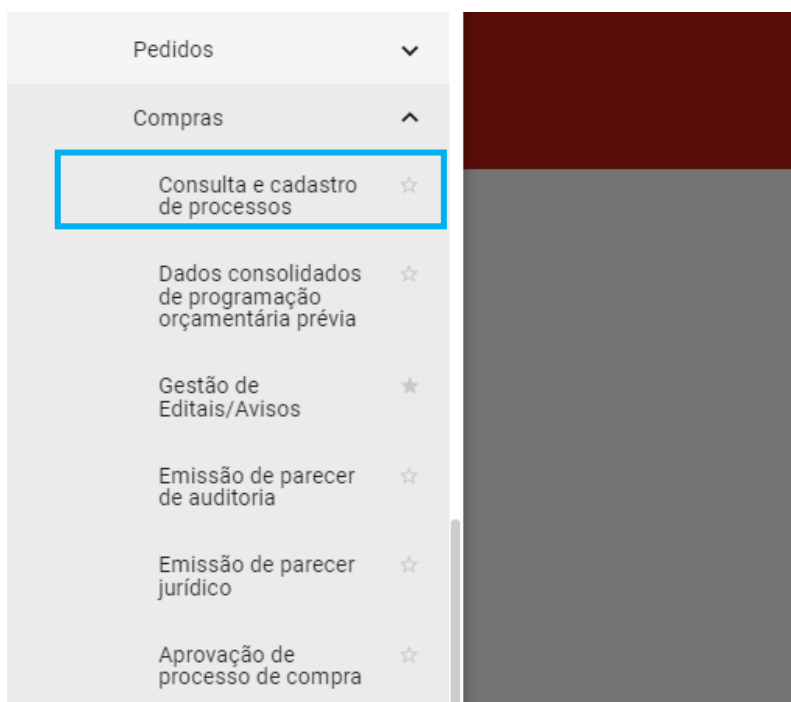 Pedidos
Compras
Consulta e cadastro
de processos
Dados consolidados
de programação
orçamentária prévia
Gestão de
Editais/Avisos
Emissão de parecer
de auditoria
Emissão de parecer
jurídico
Aprovação de
processo de compra